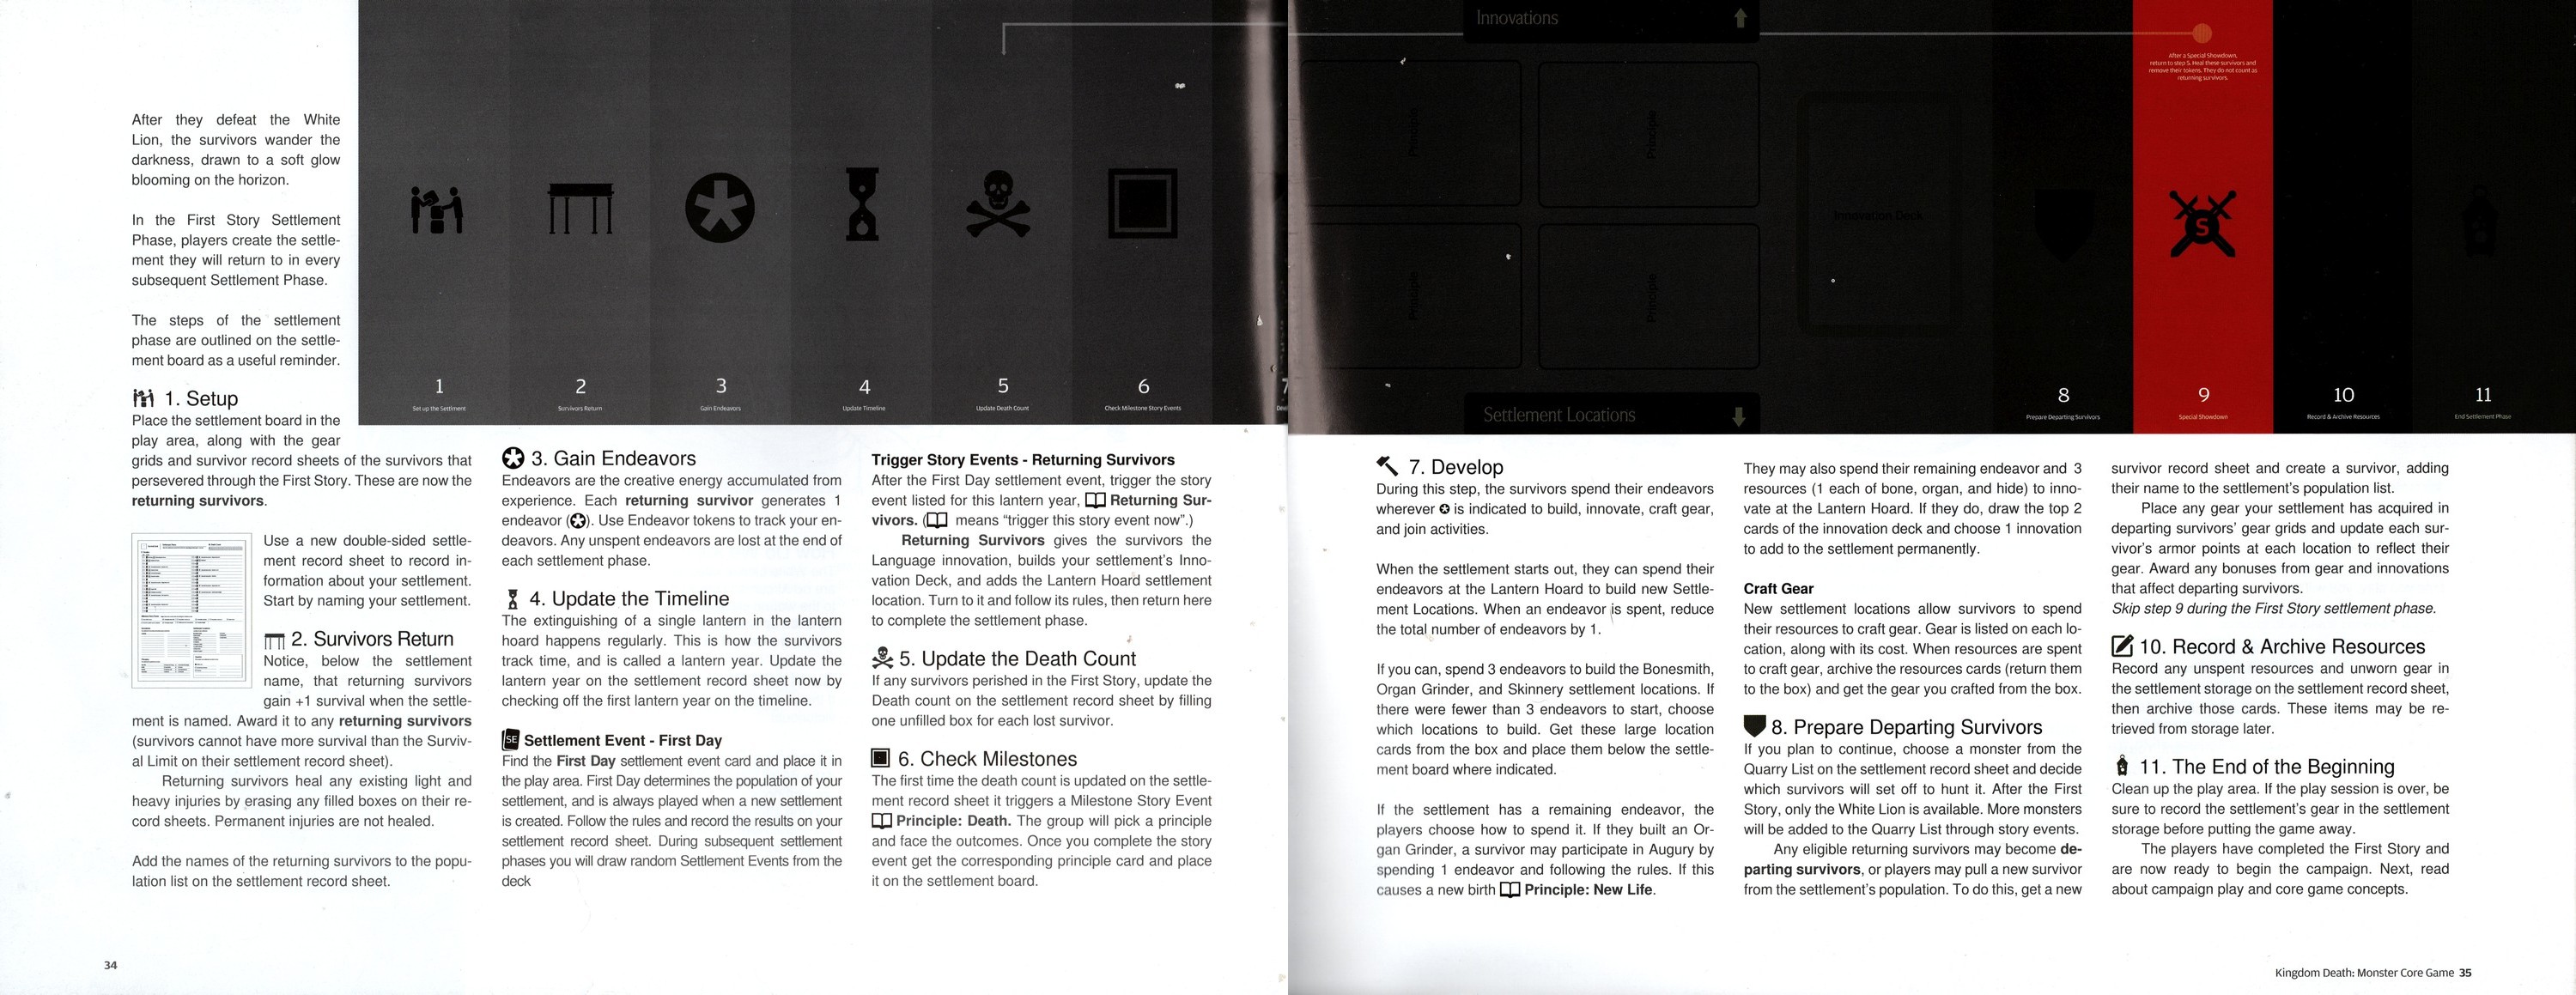 After they defeat the White
Lion, the survivors wander the
darkness, drawn to a soft glow
blooming on the horizon.
In the First Story Settlement
Phase, players create the settle-
ment they will return to in every
subsequent Settlement Phase.
The steps of the settlement
phase are outlined on the settle-
ment board as a useful reminder.
1. Setup
Place the settlement board in the
play area, along with the gear
grids and survivor record sheets of the survivors that
persevered through the First Story. These are now the
returning survivors.
Use a new double-sided settle-
ment record sheet to record in-
formation about your settlement.
Start by naming your settlement.
2. Survivors Return
Notice, below the settlement
name, that returning survivors
gain +1 survival when the settle-
ment is named. Award it to any returning survivors
(survivors cannot have more survival than the Surviv-
al Limit on their settlement record sheet).
Returning survivors heal any existing light and
heavy injuries by erasing any filled boxes on their re-
cord sheets. Permanent injuries are not healed.
Add the names of the returning survivors to the popu-
lation list on the settlement record sheet.
34
1
Set up the Settlment
2
Survivors Return
3
Gain Endeavors
4
Update Timeline
5
Update Death Count
6
Check Milestone Story Events
7
3. Gain Endeavors
Endeavors are the creative energy accumulated from
experience. Each returning survivor generates 1
endeavor (). Use Endeavor tokens to track your en-
deavors. Any unspent endeavors are lost at the end of
each settlement phase.
4. Update the Timeline
The extinguishing of a single lantern in the lantern
hoard happens regularly. This is how the survivors
track time, and is called a lantern year. Update the
lantern year on the settlement record sheet now by
checking off the first lantern year on the timeline.
SE Settlement Event - First Day
Find the First Day settlement event card and place it in
the play area. First Day determines the population of your
settlement, and is always played when a new settlement
is created. Follow the rules and record the results on your
settlement record sheet. During subsequent settlement
phases you will draw random Settlement Events from the
deck
Trigger Story Events - Returning Survivors
After the First Day settlement event, trigger the story
event listed for this lantern year, Returning Sur-
vivors. ( means “trigger this story event now”.)
Returning Survivors gives the survivors the
Language innovation, builds your settlement's Inno-
vation Deck, and adds the Lantern Hoard settlement
location. Turn to it and follow its rules, then return here
to complete the settlement phase.
5. Update the Death Count
If any survivors perished in the First Story, update the
Death count on the settlement record sheet by filling
one unfilled box for each lost survivor.
6. Check Milestones
The first time the death count is updated on the settle-
ment record sheet it triggers a Milestone Story Event
Principle: Death. The group will pick a principle
and face the outcomes. Once you complete the story
event get the corresponding principle card and place
it on the settlement board.
Innovations
Principle
Principle
Principle
Principle
Innovation Deck
Settlement Locations
8
Prepare Departing Survivors
After a Special Showdown,
return to step 5. Heal these survivors and
remove their tokens. They do not count as
returning survivors.
S
9
Special Showdown
10
Record & Archive Resources
11
End Settlement Phase
7. Develop
During this step, the survivors spend their endeavors
wherever is indicated to build, innovate, craft gear,
and join activities.
When the settlement starts out, they can spend their
endeavors at the Lantern Hoard to build new Settle-
ment Locations. When an endeavor is spent, reduce
the total number of endeavors by 1.
If you can, spend 3 endeavors to build the Bonesmith,
Organ Grinder, and Skinnery settlement locations. If
there were fewer than 3 endeavors to start, choose
which locations to build. Get these large location
cards from the box and place them below the settle-
ment board where indicated.
If the settlement has a remaining endeavor, the
players choose how to spend it. If they built an Or-
gan Grinder, a survivor may participate in Augury by
spending 1 endeavor and following the rules. If this
causes a new birth Principle: New Life.
They may also spend their remaining endeavor and 3
resources (1 each of bone, organ, and hide) to inno-
vate at the Lantern Hoard. If they do, draw the top 2
cards of the innovation deck and choose 1 innovation
to add to the settlement permanently.
Craft Gear
New settlement locations allow survivors to spend
their resources to craft gear. Gear is listed on each lo-
cation, along with its cost. When resources are spent
to craft gear, archive the resources cards (return them
to the box) and get the gear you crafted from the box.
8. Prepare Departing Survivors
If you plan to continue, choose a monster from the
Quarry List on the settlement record sheet and decide
which survivors will set off to hunt it. After the First
Story, only the White Lion is available. More monsters
will be added to the Quarry List through story events.
Any eligible returning survivors may become de-
parting survivors, or players may pull a new survivor
from the settlement's population. To do this, get a new
survivor record sheet and create a survivor, adding
their name to the settlement's population list.
Place any gear your settlement has acquired in
departing survivors' gear grids and update each sur-
vivor's armor points at each location to reflect their
gear. Award any bonuses from gear and innovations
that affect departing survivors.
Skip step 9 during the First Story settlement phase.
10. Record & Archive Resources
Record any unspent resources and unworn gear in
the settlement storage on the settlement record sheet,
then archive those cards. These items may be re-
trieved from storage later.
11. The End of the Beginning
Clean up the play area. If the play session is over, be
sure to record the settlement's gear in the settlement
storage before putting the game away.
The players have completed the First Story and
are now ready to begin the campaign. Next, read
about campaign play and core game concepts.
Kingdom Death: Monster Core Game 35